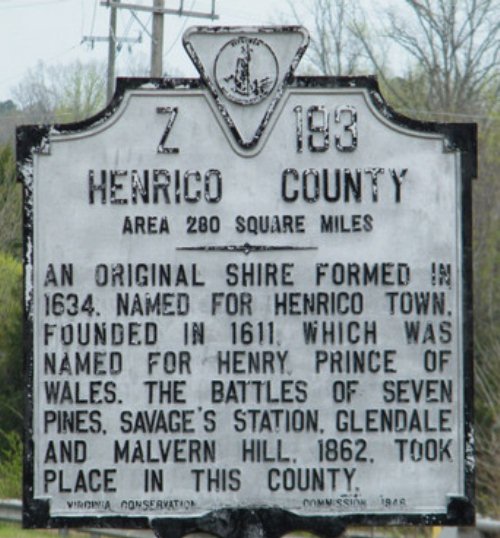 Z 193
HENRICO COUNTY
AREA 280 SQUARE MILES
AN ORIGINAL SHIRE FORMED IN
1634. NAMED FOR HENRICO TOWN,
FOUNDED IN 1611, WHICH WAS
NAMED FOR HENRY, PRINCE OF
WALES. THE BATTLES OF SEVEN
PINES, SAVAGE'S STATION, GLENDALE
AND MALVERN HILL, 1862, TOOK
PLACE IN THIS COUNTY.
VIRGINIA CONSERVATION COMMISSION 1948